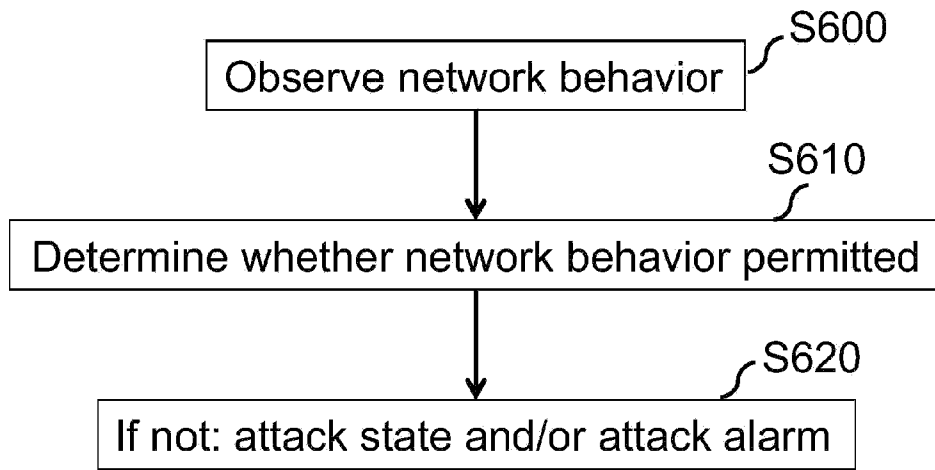 S600
Observe network behavior
S610
Determine whether network behavior permitted
S620
If not: attack state and/or attack alarm